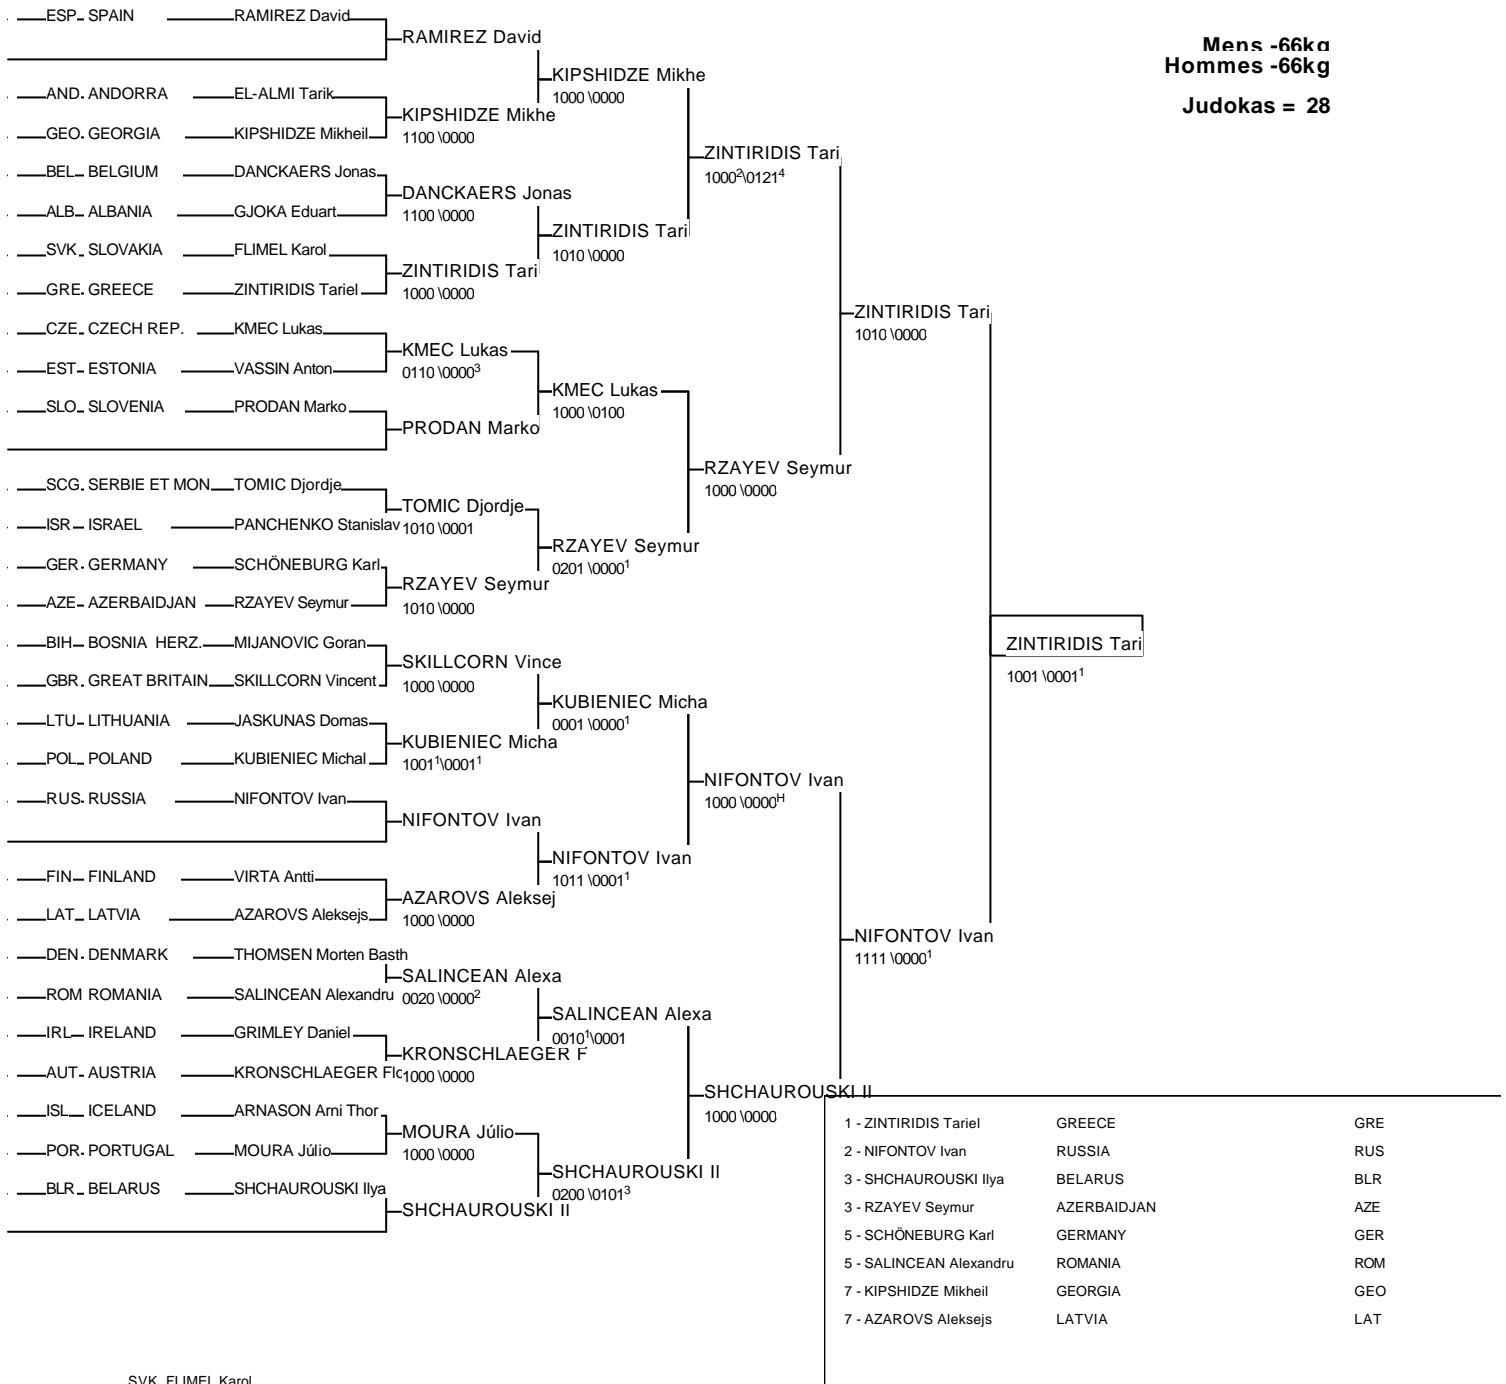 Mens -66kg
Hommes -66kg
Judokas = 28
ESP SPAIN RAMIREZ David
RAMIREZ David
KIPSHIDZE Mikhe
1000 \0000
AND. ANDORRA EL-ALMI Tarik
KIPSHIDZE Mikhe
1100 \0000
GEO. GEORGIA KIPSHIDZE Mikheil
ZINTIRIDIS Tari
1000²\0121⁴
BEL BELGIUM DANCKAERS Jonas
DANCKAERS Jonas
1100 \0000
ALB ALBANIA GJOKA Eduart
ZINTIRIDIS Tari
1010 \0000
SVK SLOVAKIA FLIMEL Karol
ZINTIRIDIS Tari
1000 \0000
GRE. GREECE ZINTIRIDIS Tariel
ZINTIRIDIS Tari
1010 \0000
CZE CZECH REP. KMEC Lukas
KMEC Lukas
0110 \0000³
EST ESTONIA VASSIN Anton
KMEC Lukas
1000 \0100
SLO SLOVENIA PRODAN Marko
PRODAN Marko
RZAYEV Seymur
1000 \0000
SCG. SERBIE ET MON TOMIC Djordje
TOMIC Djordje
1010 \0001
ISR ISRAEL PANCHENKO Stanislav
RZAYEV Seymur
0201 \0000¹
GER. GERMANY SCHÖNEBURG Karl
RZAYEV Seymur
1010 \0000
AZE AZERBAIDJAN RZAYEV Seymur
ZINTIRIDIS Tari
1001 \0001¹
BIH BOSNIA HERZ. MIJANOVIC Goran
SKILLCORN Vince
1000 \0000
GBR. GREAT BRITAIN SKILLCORN Vincent
KUBIENIEC Micha
0001 \0000¹
LTU LITHUANIA JASKUNAS Domas
KUBIENIEC Micha
1001¹\0001¹
POL POLAND KUBIENIEC Michal
NIFONTOV Ivan
1000 \0000ᴴ
RUS. RUSSIA NIFONTOV Ivan
NIFONTOV Ivan
NIFONTOV Ivan
1011 \0001¹
FIN FINLAND VIRTA Antti
AZAROVS Aleksej
1000 \0000
LAT LATVIA AZAROVS Aleksejs
NIFONTOV Ivan
1111 \0000¹
DEN. DENMARK THOMSEN Morten Basth
SALINCEAN Alexa
0020 \0000²
ROM ROMANIA SALINCEAN Alexandru
SALINCEAN Alexa
0010¹\0001
IRL IRELAND GRIMLEY Daniel
KRONSCHLAEGER F
1000 \0000
AUT AUSTRIA KRONSCHLAEGER Flo
SHCHAUROUSKI Il
1000 \0000
ISL ICELAND ARNASON Arni Thor
MOURA Júlio
1000 \0000
POR. PORTUGAL MOURA Júlio
SHCHAUROUSKI Il
0200 \0101³
BLR BELARUS SHCHAUROUSKI Ilya
SHCHAUROUSKI Il
1 - ZINTIRIDIS Tariel GREECE GRE
2 - NIFONTOV Ivan RUSSIA RUS
3 - SHCHAUROUSKI Ilya BELARUS BLR
3 - RZAYEV Seymur AZERBAIDJAN AZE
5 - SCHÖNEBURG Karl GERMANY GER
5 - SALINCEAN Alexandru ROMANIA ROM
7 - KIPSHIDZE Mikheil GEORGIA GEO
7 - AZAROVS Aleksejs LATVIA LAT
SVK FLIMEL Karol